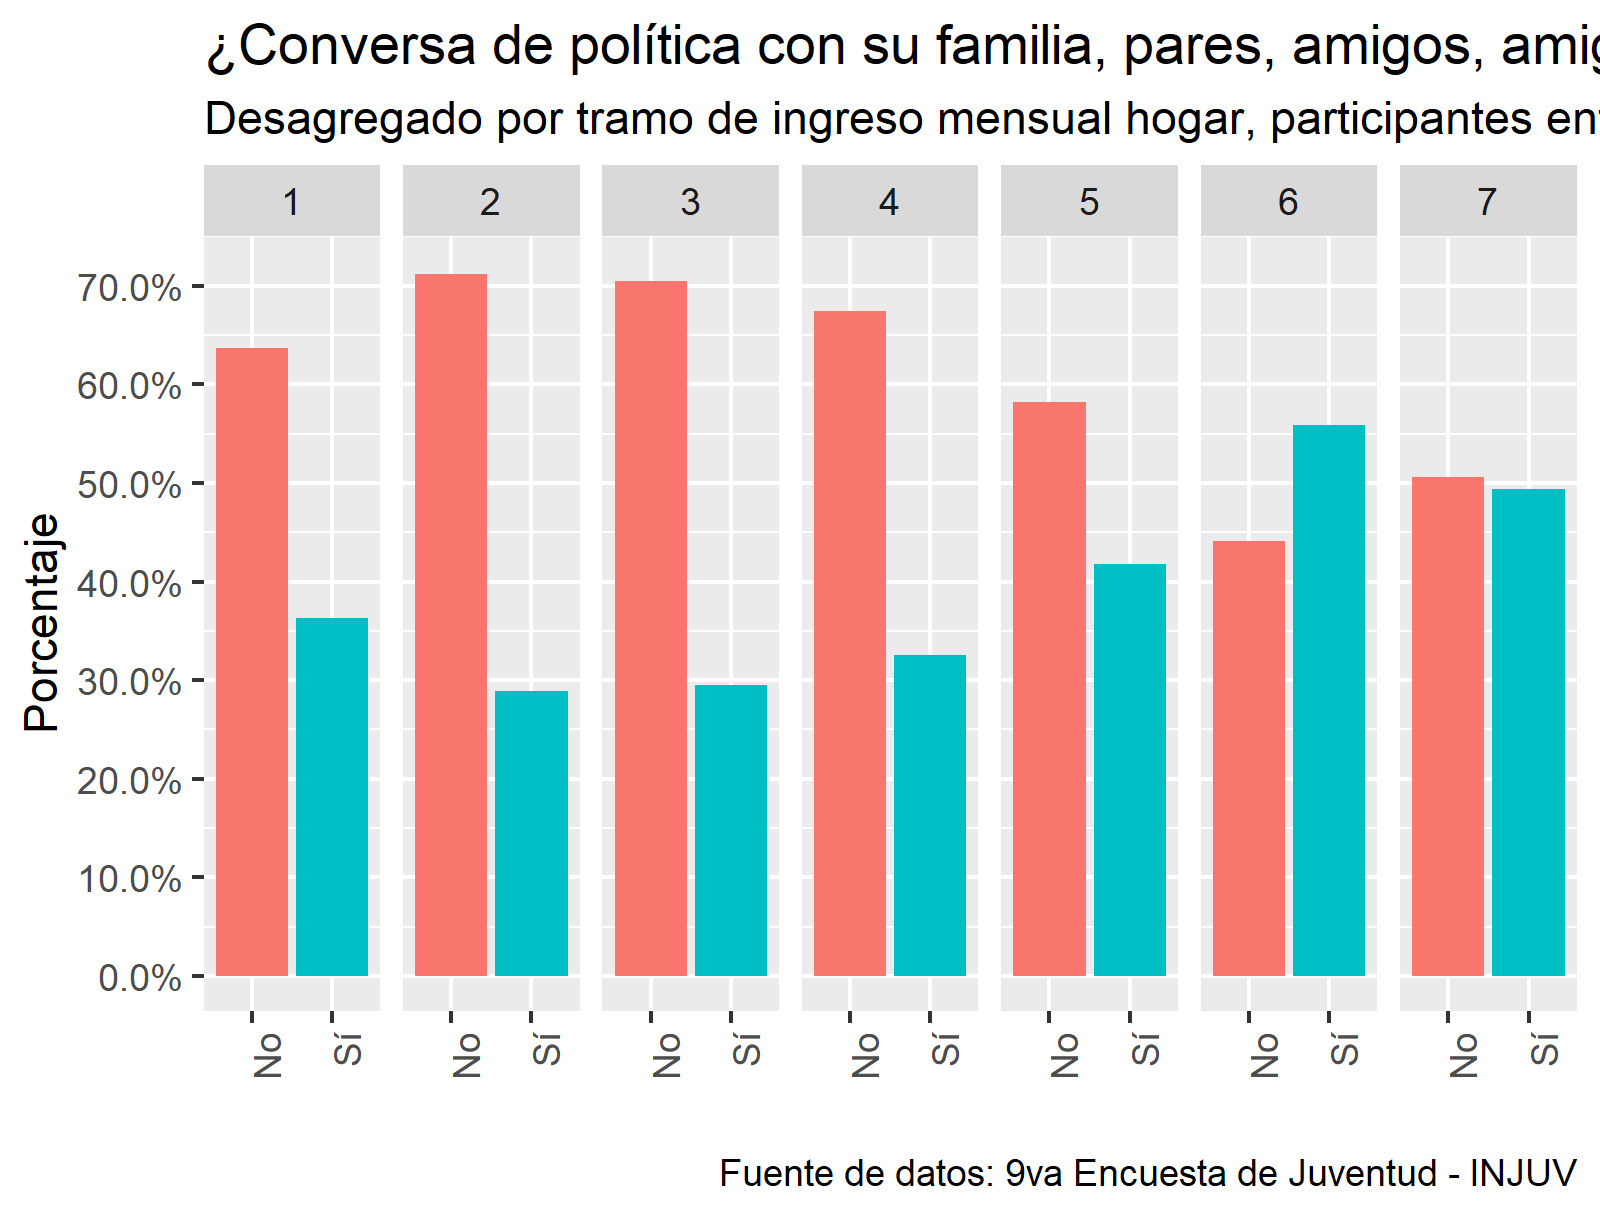 ¿Conversa de política con su familia, pares, amigos,
Desagregado por tramo de ingreso mensual hogar, participantes
1 2 3 4 5 6 7
70.0%
60.0%
50.0%
40.0%
30.0%
20.0%
10.0%
0.0%
Porcentaje
No Sí No Sí No Sí No Sí No Sí No Sí No Sí
Fuente de datos: 9va Encuesta de Juventud - INJUV